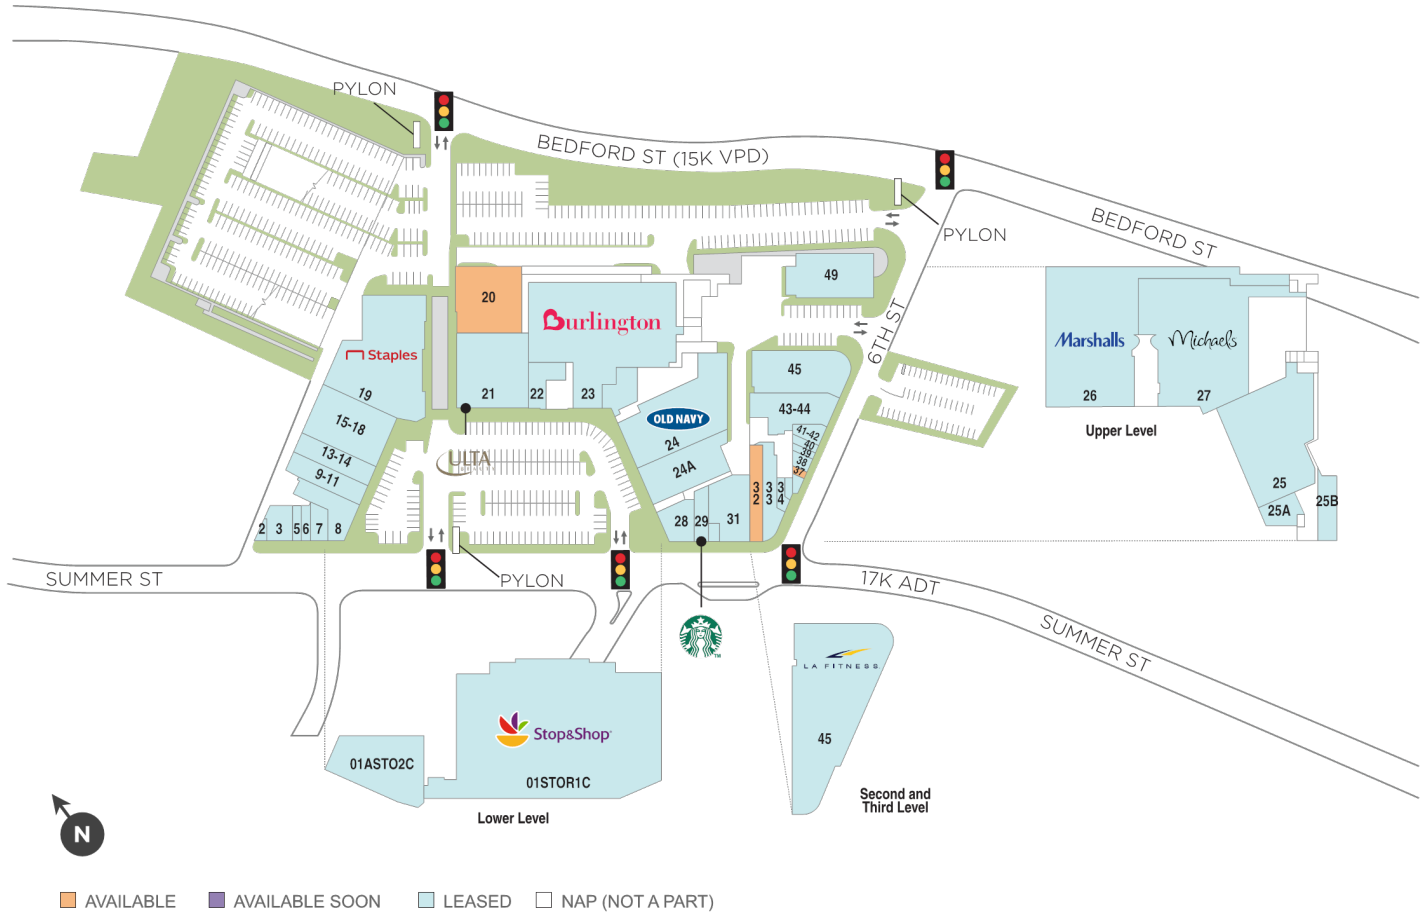 PYLON
BEDFORD ST (15K VPD)
BEDFORD ST
PYLON
49
20
Burlington
6TH ST
Staples
19
21
22
23
45
Marshalls
26
Michaels
27
Upper Level
OLD NAVY
24
24A
43-44
41-42
40
39
38
37
15-18
13-14
9-11
ULTA
32
33
34
25
25A
25B
2
3
5
6
7
8
28
29
31
PYLON
SUMMER ST
17K ADT
SUMMER ST
LA FITNESS
45
Second and
Third Level
Stop&Shop
01ASTO2C
01STOR1C
Lower Level
N
AVAILABLE
AVAILABLE SOON
LEASED
NAP (NOT A PART)